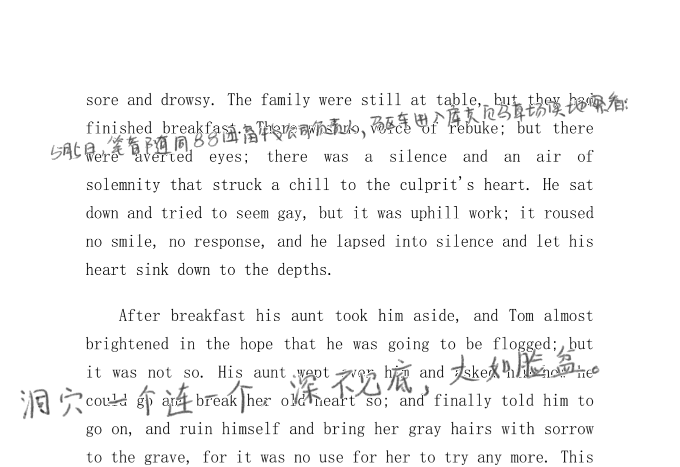 sore and drowsy. The family were still at table, but they had
finished breakfast. There was no voice of rebuke; but there
5月5日,笔者随同88
were averted eyes; there was a silence and an air of
solemnity that struck a chill to the culprit's heart. He sat
down and tried to seem gay, but it was uphill work; it roused
no smile, no response, and he lapsed into silence and let his
heart sink down to the depths.
After breakfast his aunt took him aside, and Tom almost
brightened in the hope that he was going to be flogged; but
it was not so. His aunt wept over him and asked him how he
洞穴一个连一个,深不见底,大如脸盆。
could go and break her old heart so; and finally told him to
go on, and ruin himself and bring her gray hairs with sorrow
to the grave, for it was no use for her to try any more. This